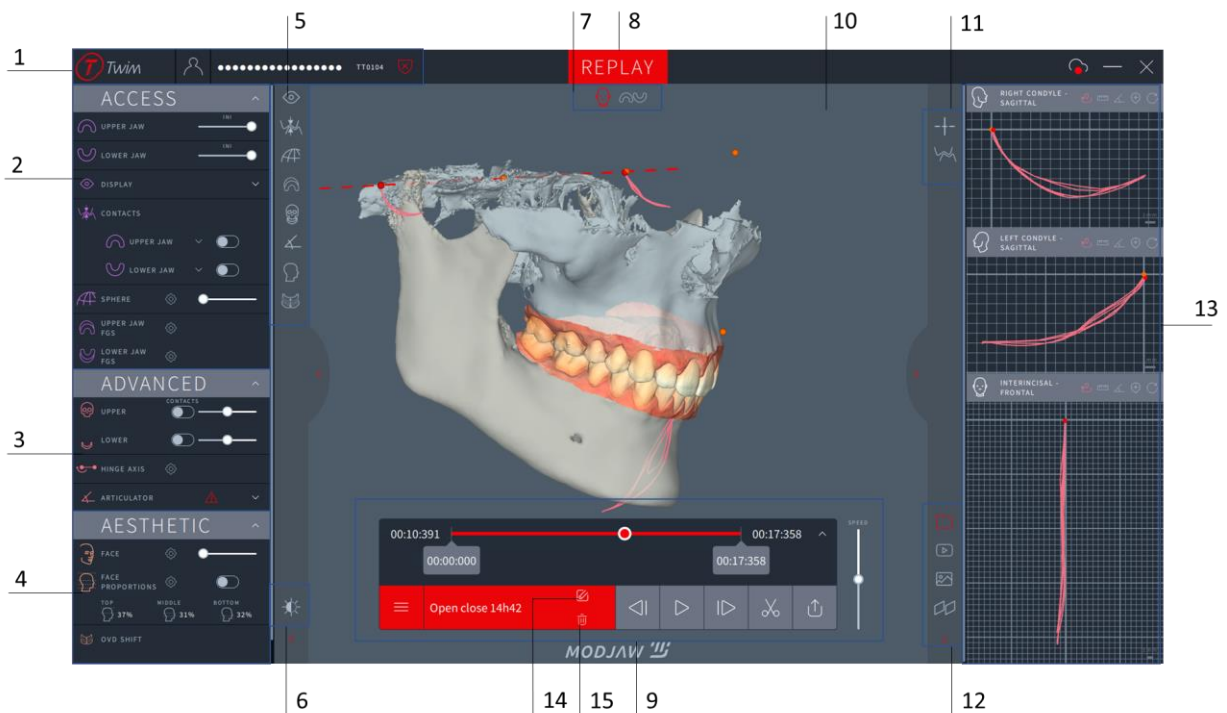 5
7
8
10
11
1
Twim
●●●●●●●●●●●●●●●●●
TT0104
REPLAY
ACCESS
UPPER JAW
LOWER JAW
2
DISPLAY
CONTACTS
UPPER JAW
LOWER JAW
SPHERE
UPPER JAW
FGS
LOWER JAW
FGS
ADVANCED
CONTACTS
UPPER
LOWER
3
HINGE AXIS
ARTICULATOR
AESTHETIC
FACE
4
FACE
PROPORTIONS
TOP
37%
MIDDLE
31%
BOTTOM
32%
OVD SHIFT
RIGHT CONDYLE -
SAGITTAL
LEFT CONDYLE -
SAGITTAL
13
INTERINCISAL -
FRONTAL
00:10:391
00:17:358
00:00:000
00:17:358
SPEED
Open close 14h42
MODJAW
6
14
15
9
12